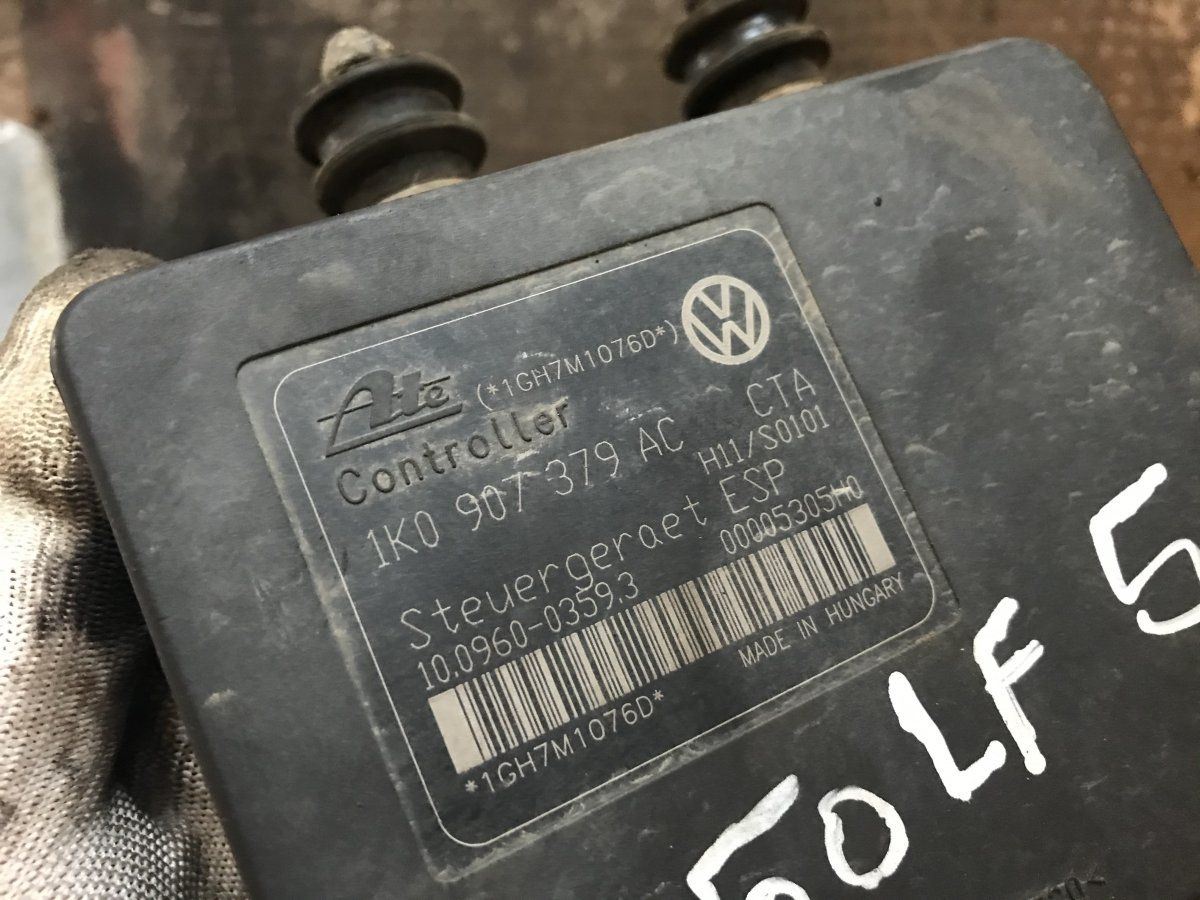 Ate (*1GH7M1076D*) VW
Controller
1K0 907 379 AC CTA
H11/S0101
Steuergeraet ESP
10.0960-0359.3 00005305H0
*1GH7M1076D*
MADE IN HUNGARY
GOLF 5